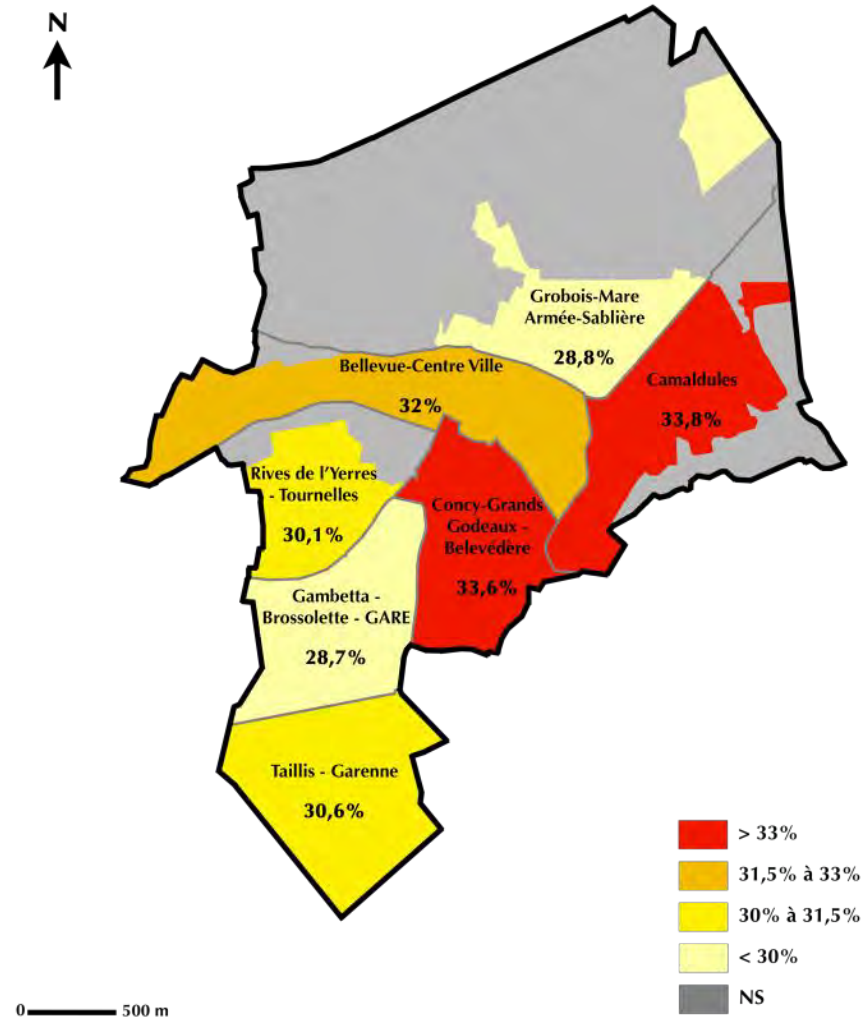 N
Grobois-Mare
Armée-Sablière
28,8%
Bellevue-Centre Ville
32%
Camaldules
33,8%
Rives de l'Yerres
- Tournelles
30,1%
Concy-Grands
Godeaux -
Belevédère
33,6%
Gambetta -
Brossolette - GARE
28,7%
Taillis - Garenne
30,6%
> 33%
31,5% à 33%
30% à 31,5%
< 30%
NS
0 500 m